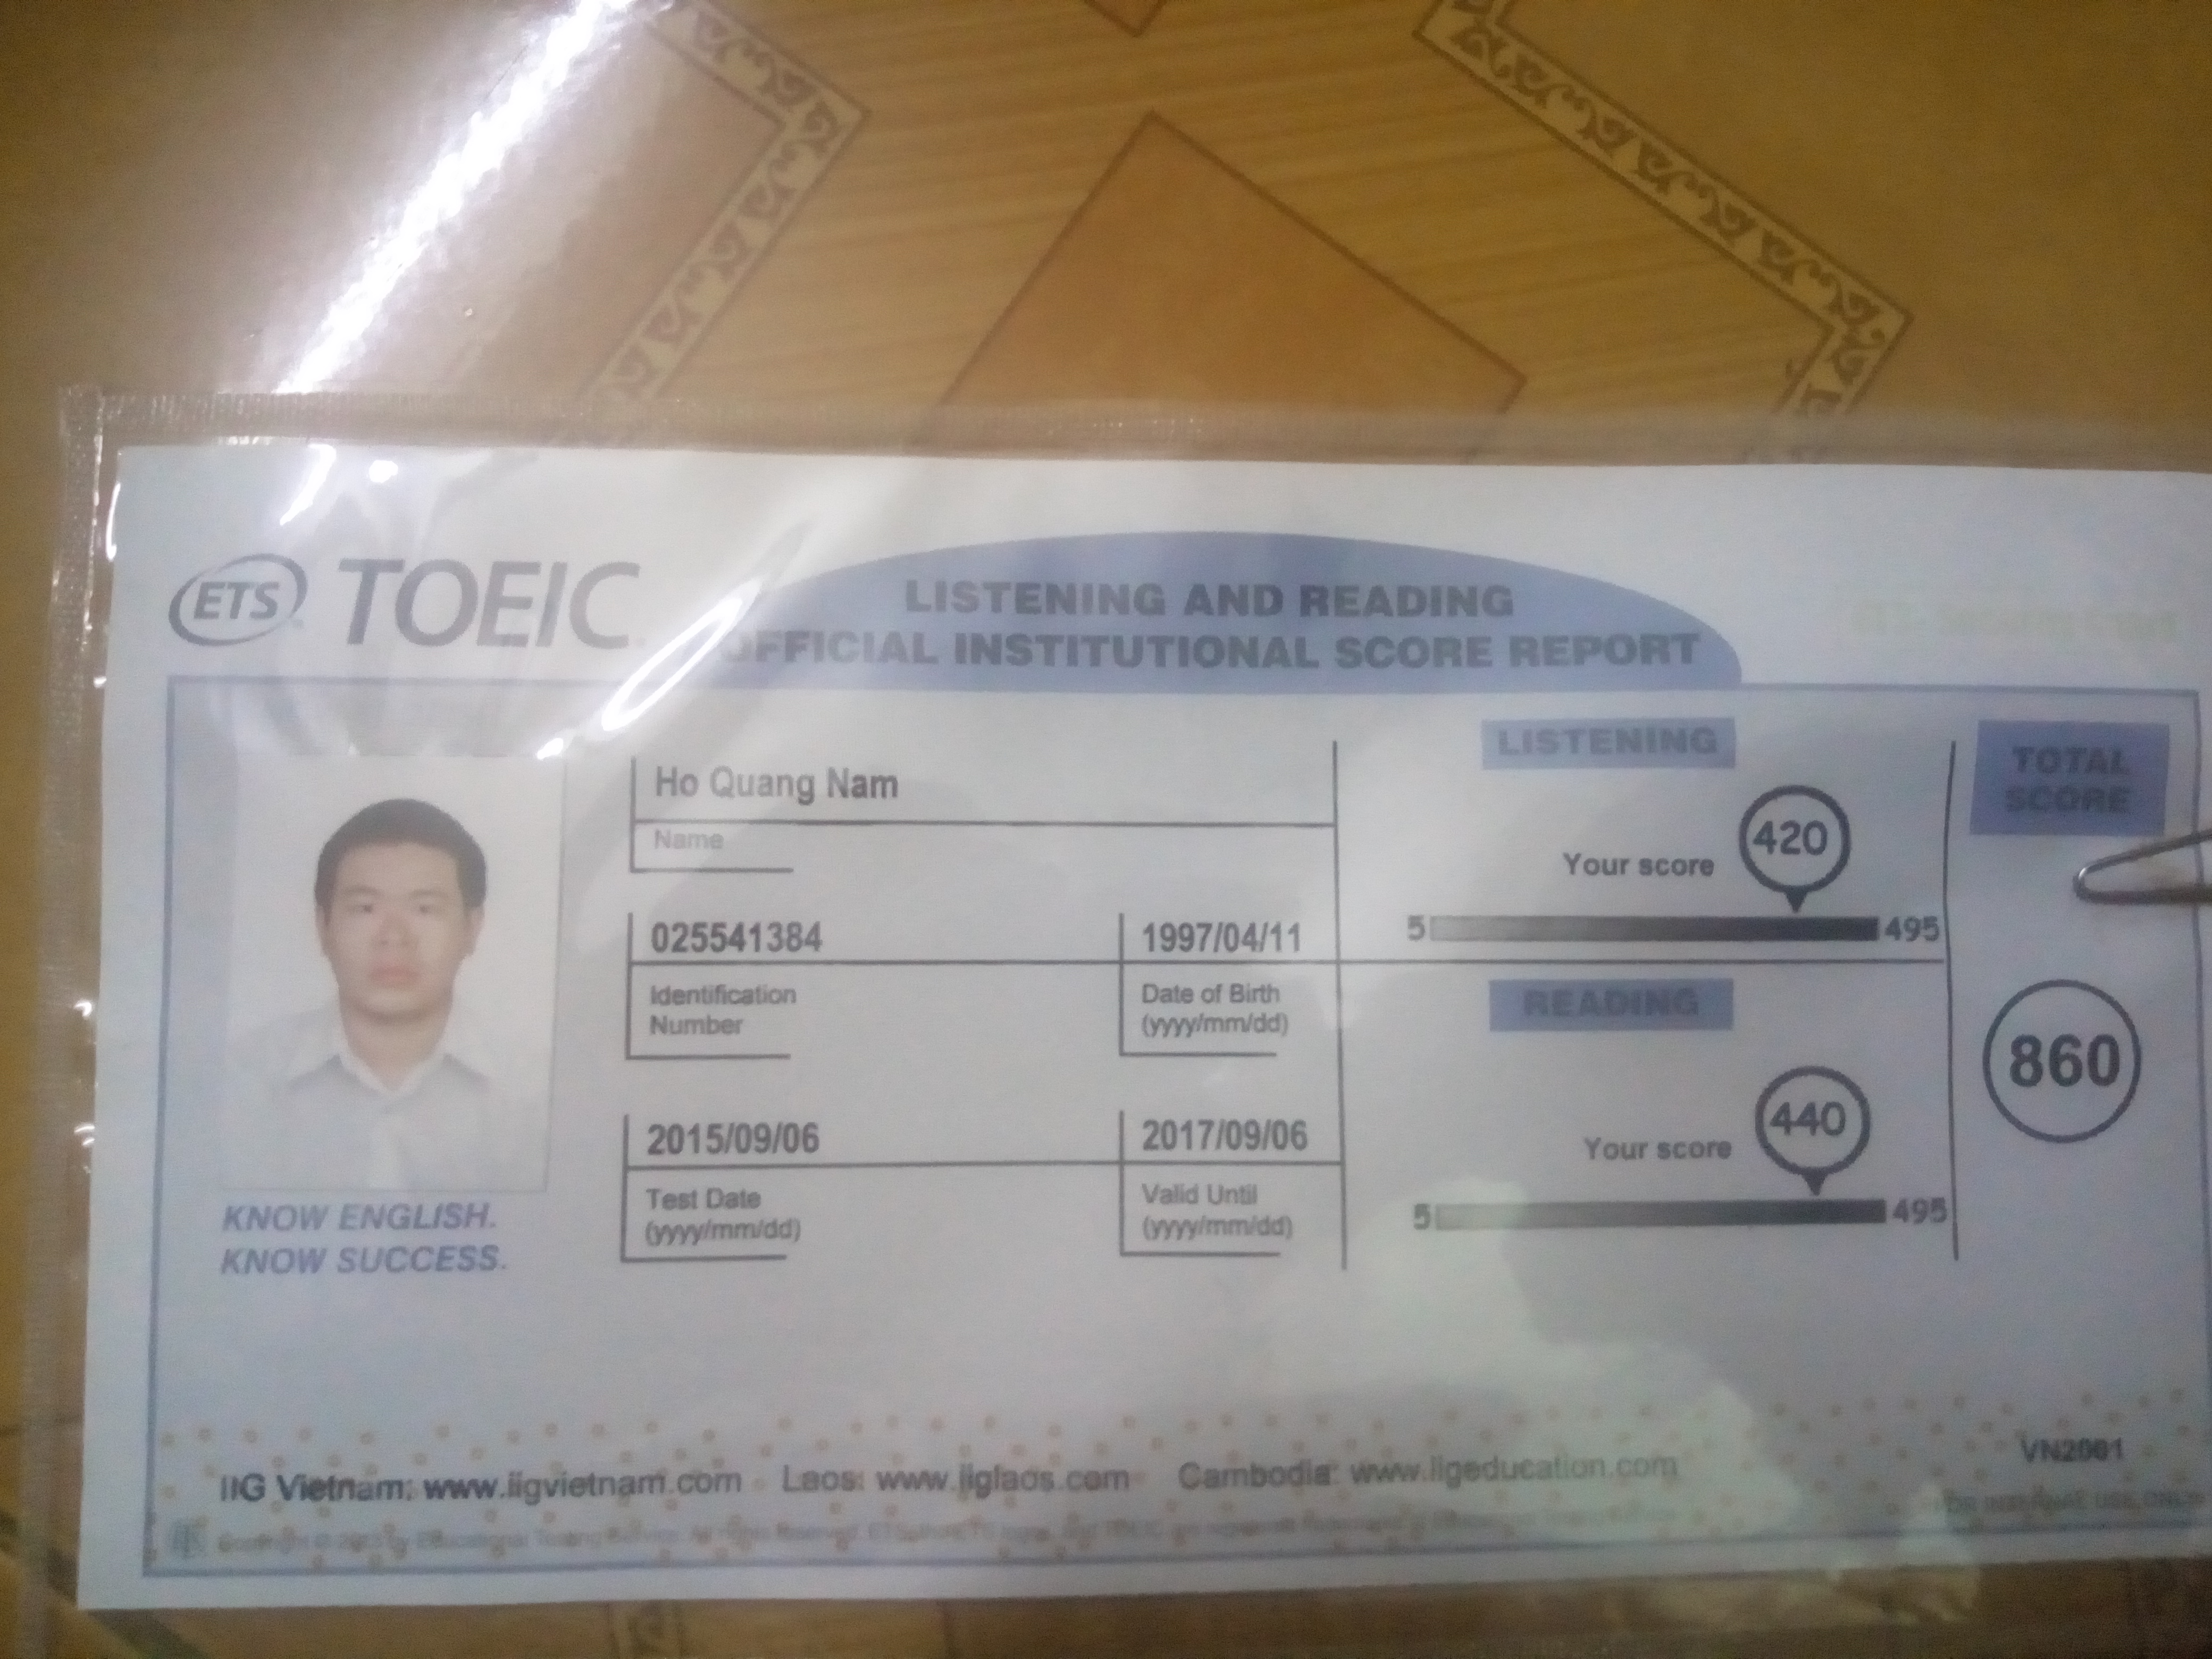 ETS TOEIC
LISTENING AND READING
OFFICIAL INSTITUTIONAL SCORE REPORT
Ho Quang Nam
Name
025541384
Identification
Number
1997/04/11
Date of Birth
(yyyy/mm/dd)
2015/09/06
Test Date
(yyyy/mm/dd)
2017/09/06
Valid Until
(yyyy/mm/dd)
KNOW ENGLISH.
KNOW SUCCESS.
LISTENING
Your score 420
5 495
READING
Your score 440
5 495
TOTAL
SCORE
860
VN2001
IIG Vietnam: www.iigvietnam.com Laos: www.iiglaos.com Cambodia: www.iigeducation.com